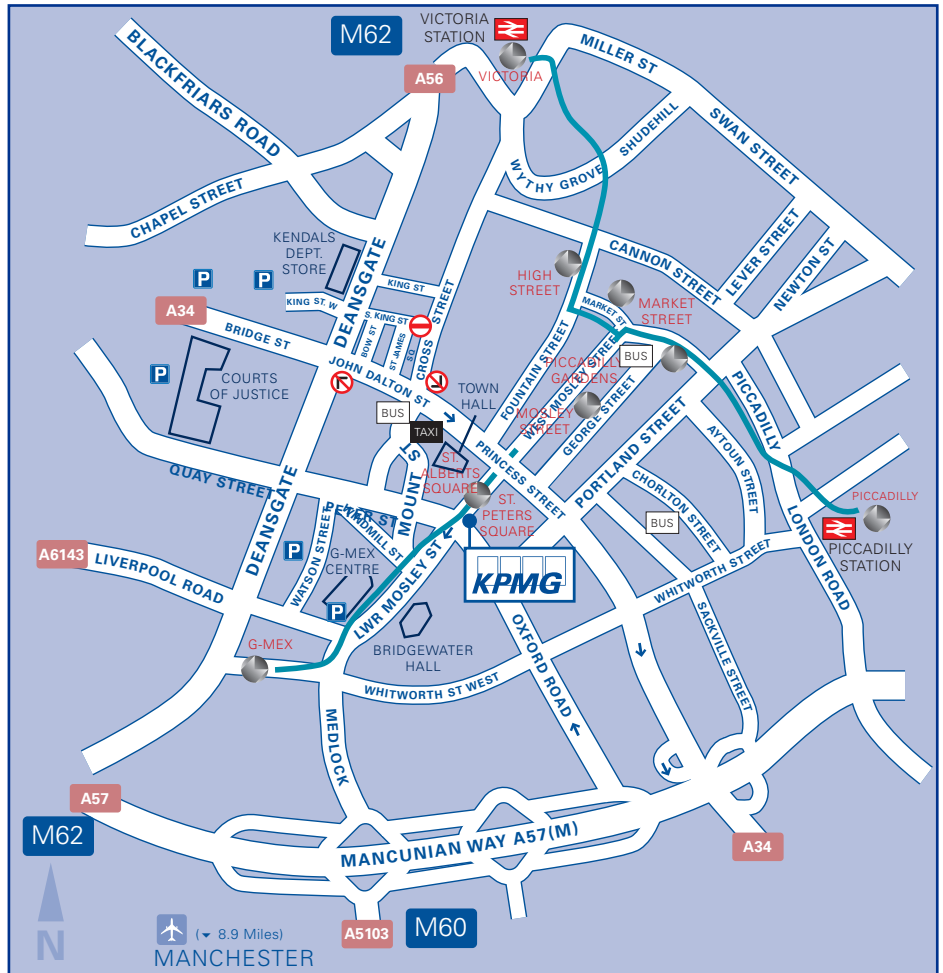 VICTORIA
STATION
M62
MILLER ST
VICTORIA
A56
BLACKFRIARS ROAD
SHUDEHILL
SWAN STREET
WYTHY GROVE
CHAPEL STREET
KENDALS
DEPT.
STORE
CANNON STREET
LEVER STREET
NEWTON ST
DEANSGATE
P
P
HIGH
STREET
KING ST
KING ST. W
MARKET
STREET
MARKET ST
A34
S. KING ST
CROSS STREET
BRIDGE ST
BOW ST
ST JAMES
SQ
FOUNTAIN STREET
WEST MOSLEY STREET
PICCADILLY
GARDENS
BUS
JOHN DALTON ST
P
COURTS
OF JUSTICE
TOWN
HALL
PICCADILLY
MOSLEY
STREET
GEORGE STREET
BUS
TAXI
PORTLAND STREET
AYTOUN STREET
PRINCESS STREET
ST.
ALBERTS
SQUARE
QUAY STREET
MOUNT ST
CHORLTON STREET
ST.
PETERS
SQUARE
PICCADILLY
PETER ST
WINDMILL ST
WATSON STREET
BUS
LONDON ROAD
PICCADILLY
STATION
DEANSGATE
A6143
LIVERPOOL ROAD
P
G-MEX
CENTRE
KPMG
WHITWORTH STREET
P
LWR MOSLEY ST
SACKVILLE STREET
G-MEX
BRIDGEWATER
HALL
OXFORD ROAD
WHITWORTH ST WEST
MEDLOCK
A57
M62
MANCUNIAN WAY A57(M)
A34
N
(8.9 Miles)
MANCHESTER
A5103
M60